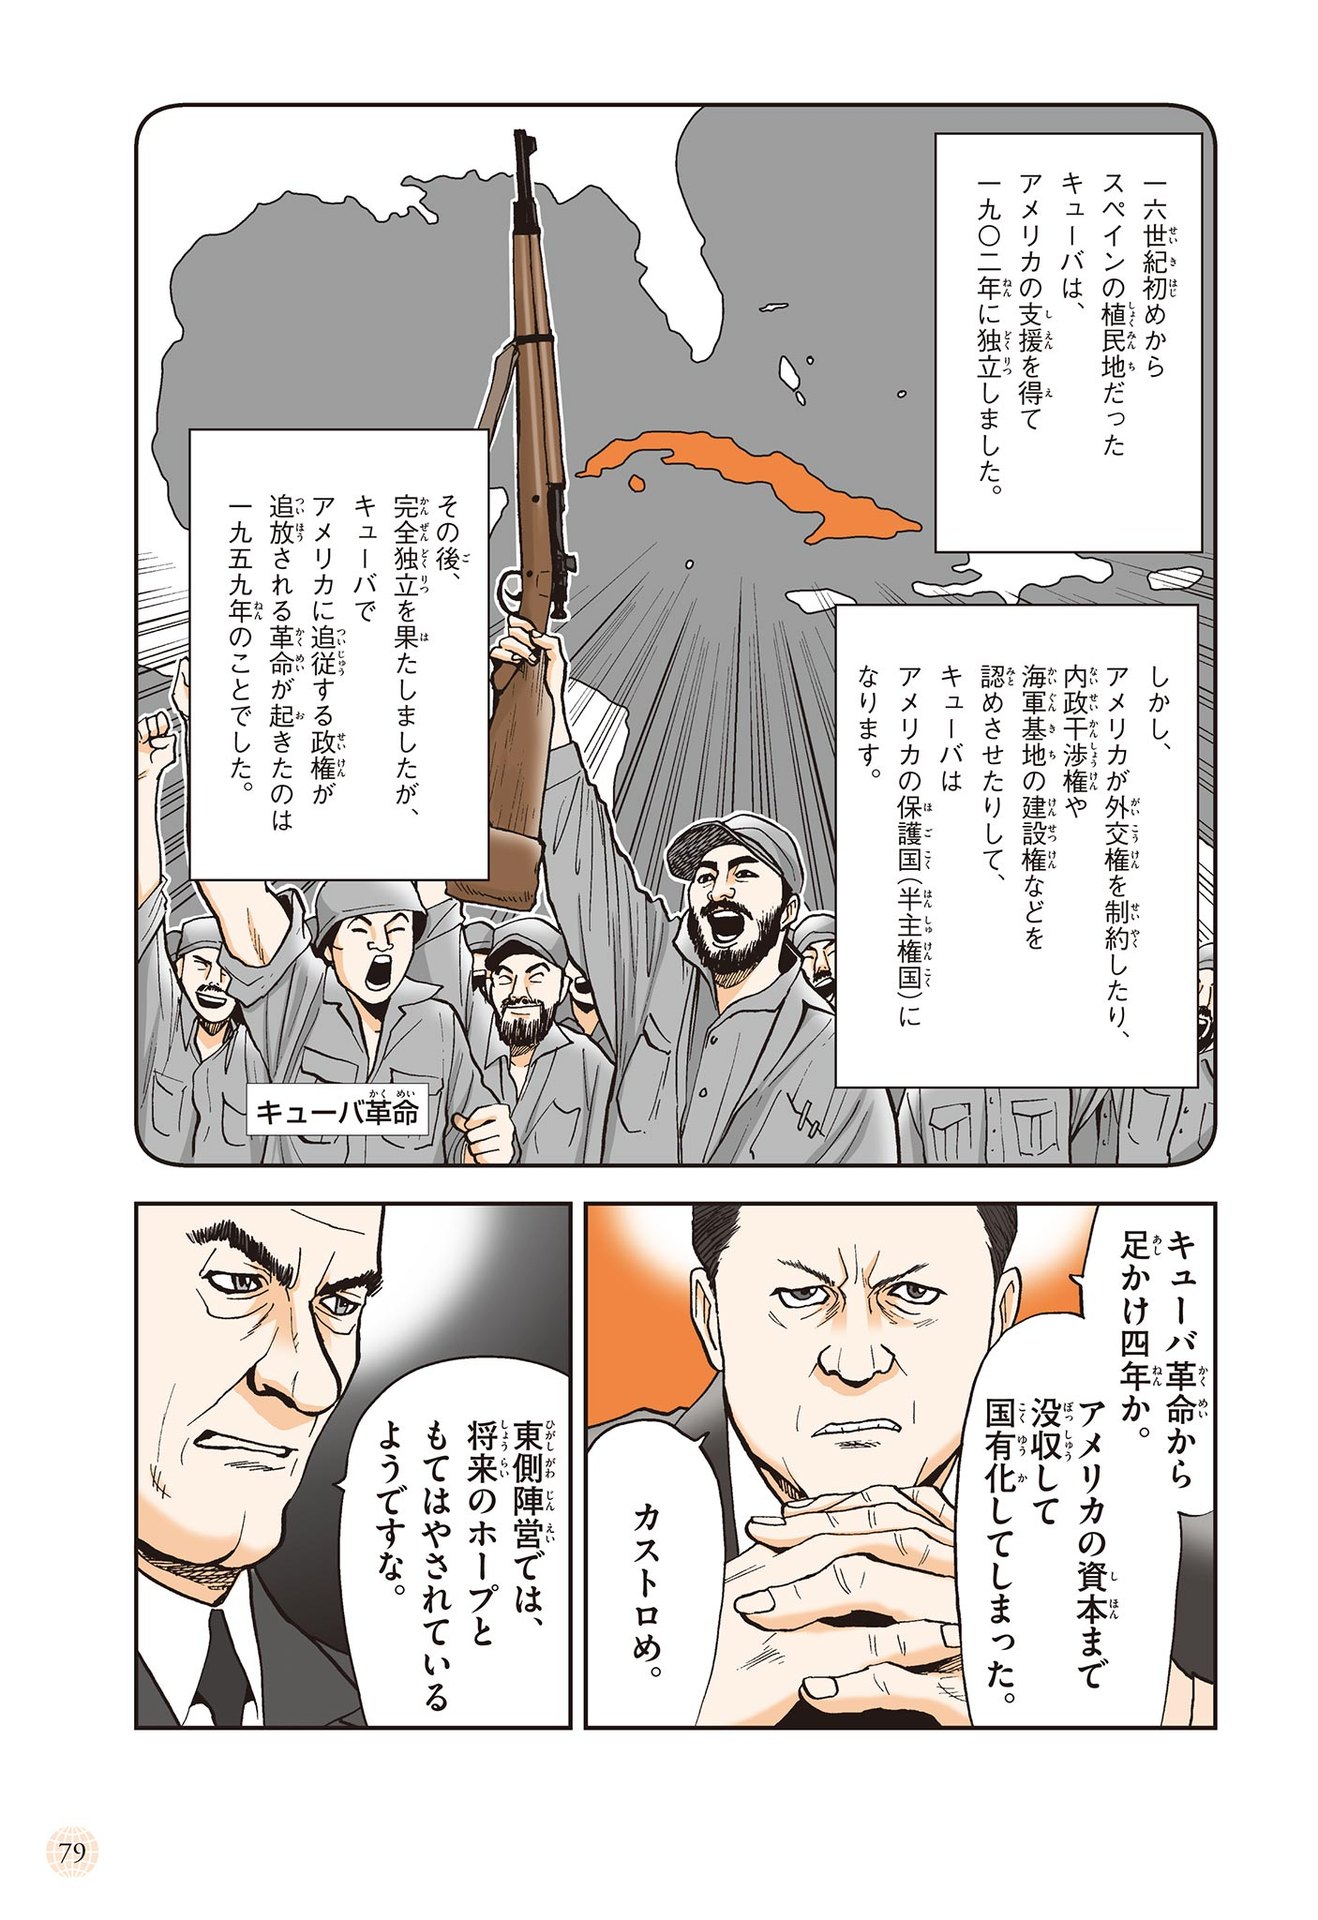 一六世紀初めから
スペインの植民地だった
キューバは、
アメリカの支援を得て
一九〇二年に独立しました。
しかし、
アメリカが外交権を制約したり、
内政干渉権や
海軍基地の建設権などを
認めさせたりして、
キューバは
アメリカの保護国(半主権国)に
なります。
その後、
完全独立を果たしましたが、
キューバで
アメリカに追従する政権が
追放される革命が起きたのは
一九五九年のことでした。
キューバ革命
キューバ革命から
足かけ四年か。
アメリカの資本まで
没収して
国有化してしまった。
カストロめ。
東側陣営では、
将来のホープと
もてはやされている
ようですな。
79